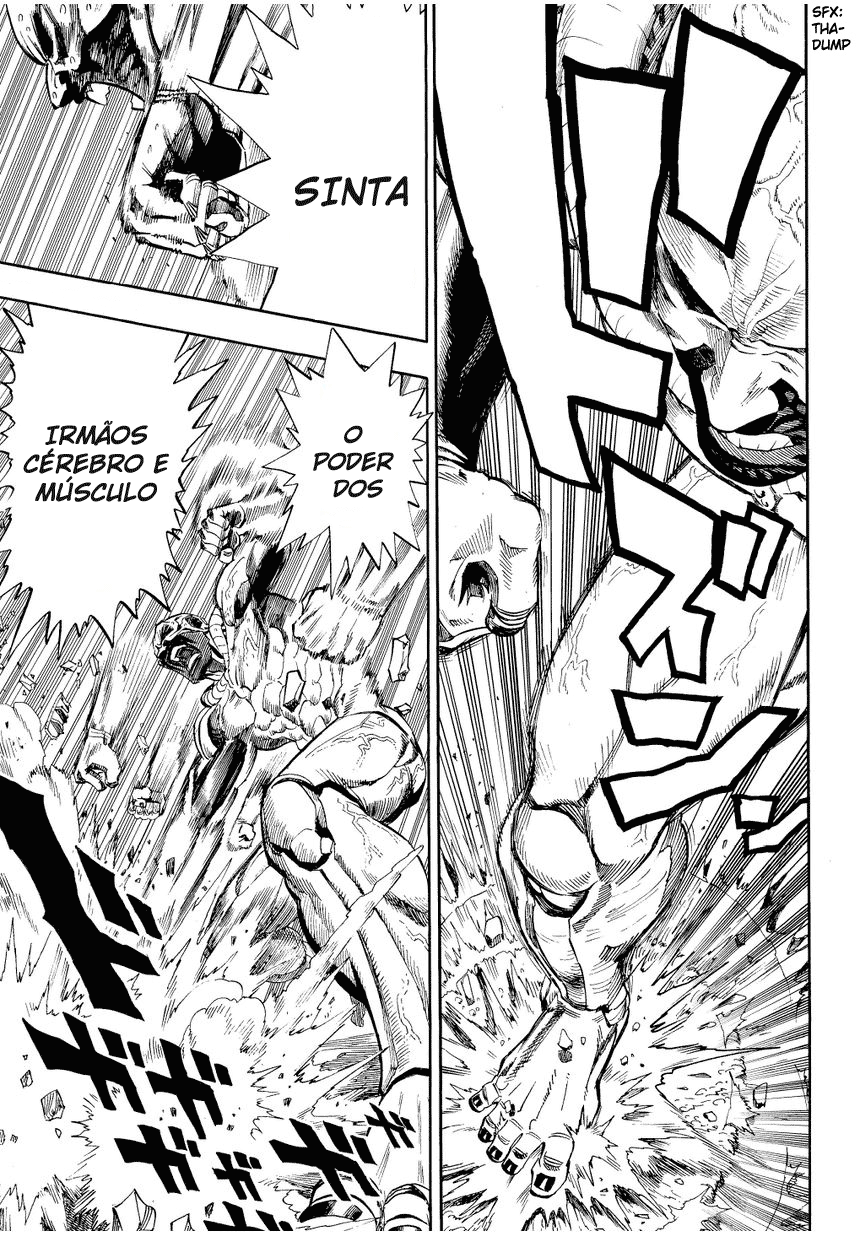 SFX:
THA-
DUMP
SINTA
O
PODER
DOS
IRMÃOS
CÉREBRO E
MÚSCULO